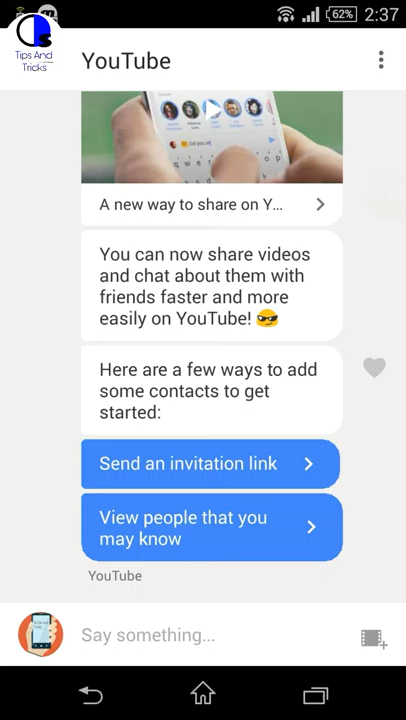 62%
2:37
Tips And
Tricks
YouTube
A new way to share on Y...
You can now share videos
and chat about them with
friends faster and more
easily on YouTube! 😎
Here are a few ways to add
some contacts to get
started:
Send an invitation link
View people that you
may know
YouTube
Say something...